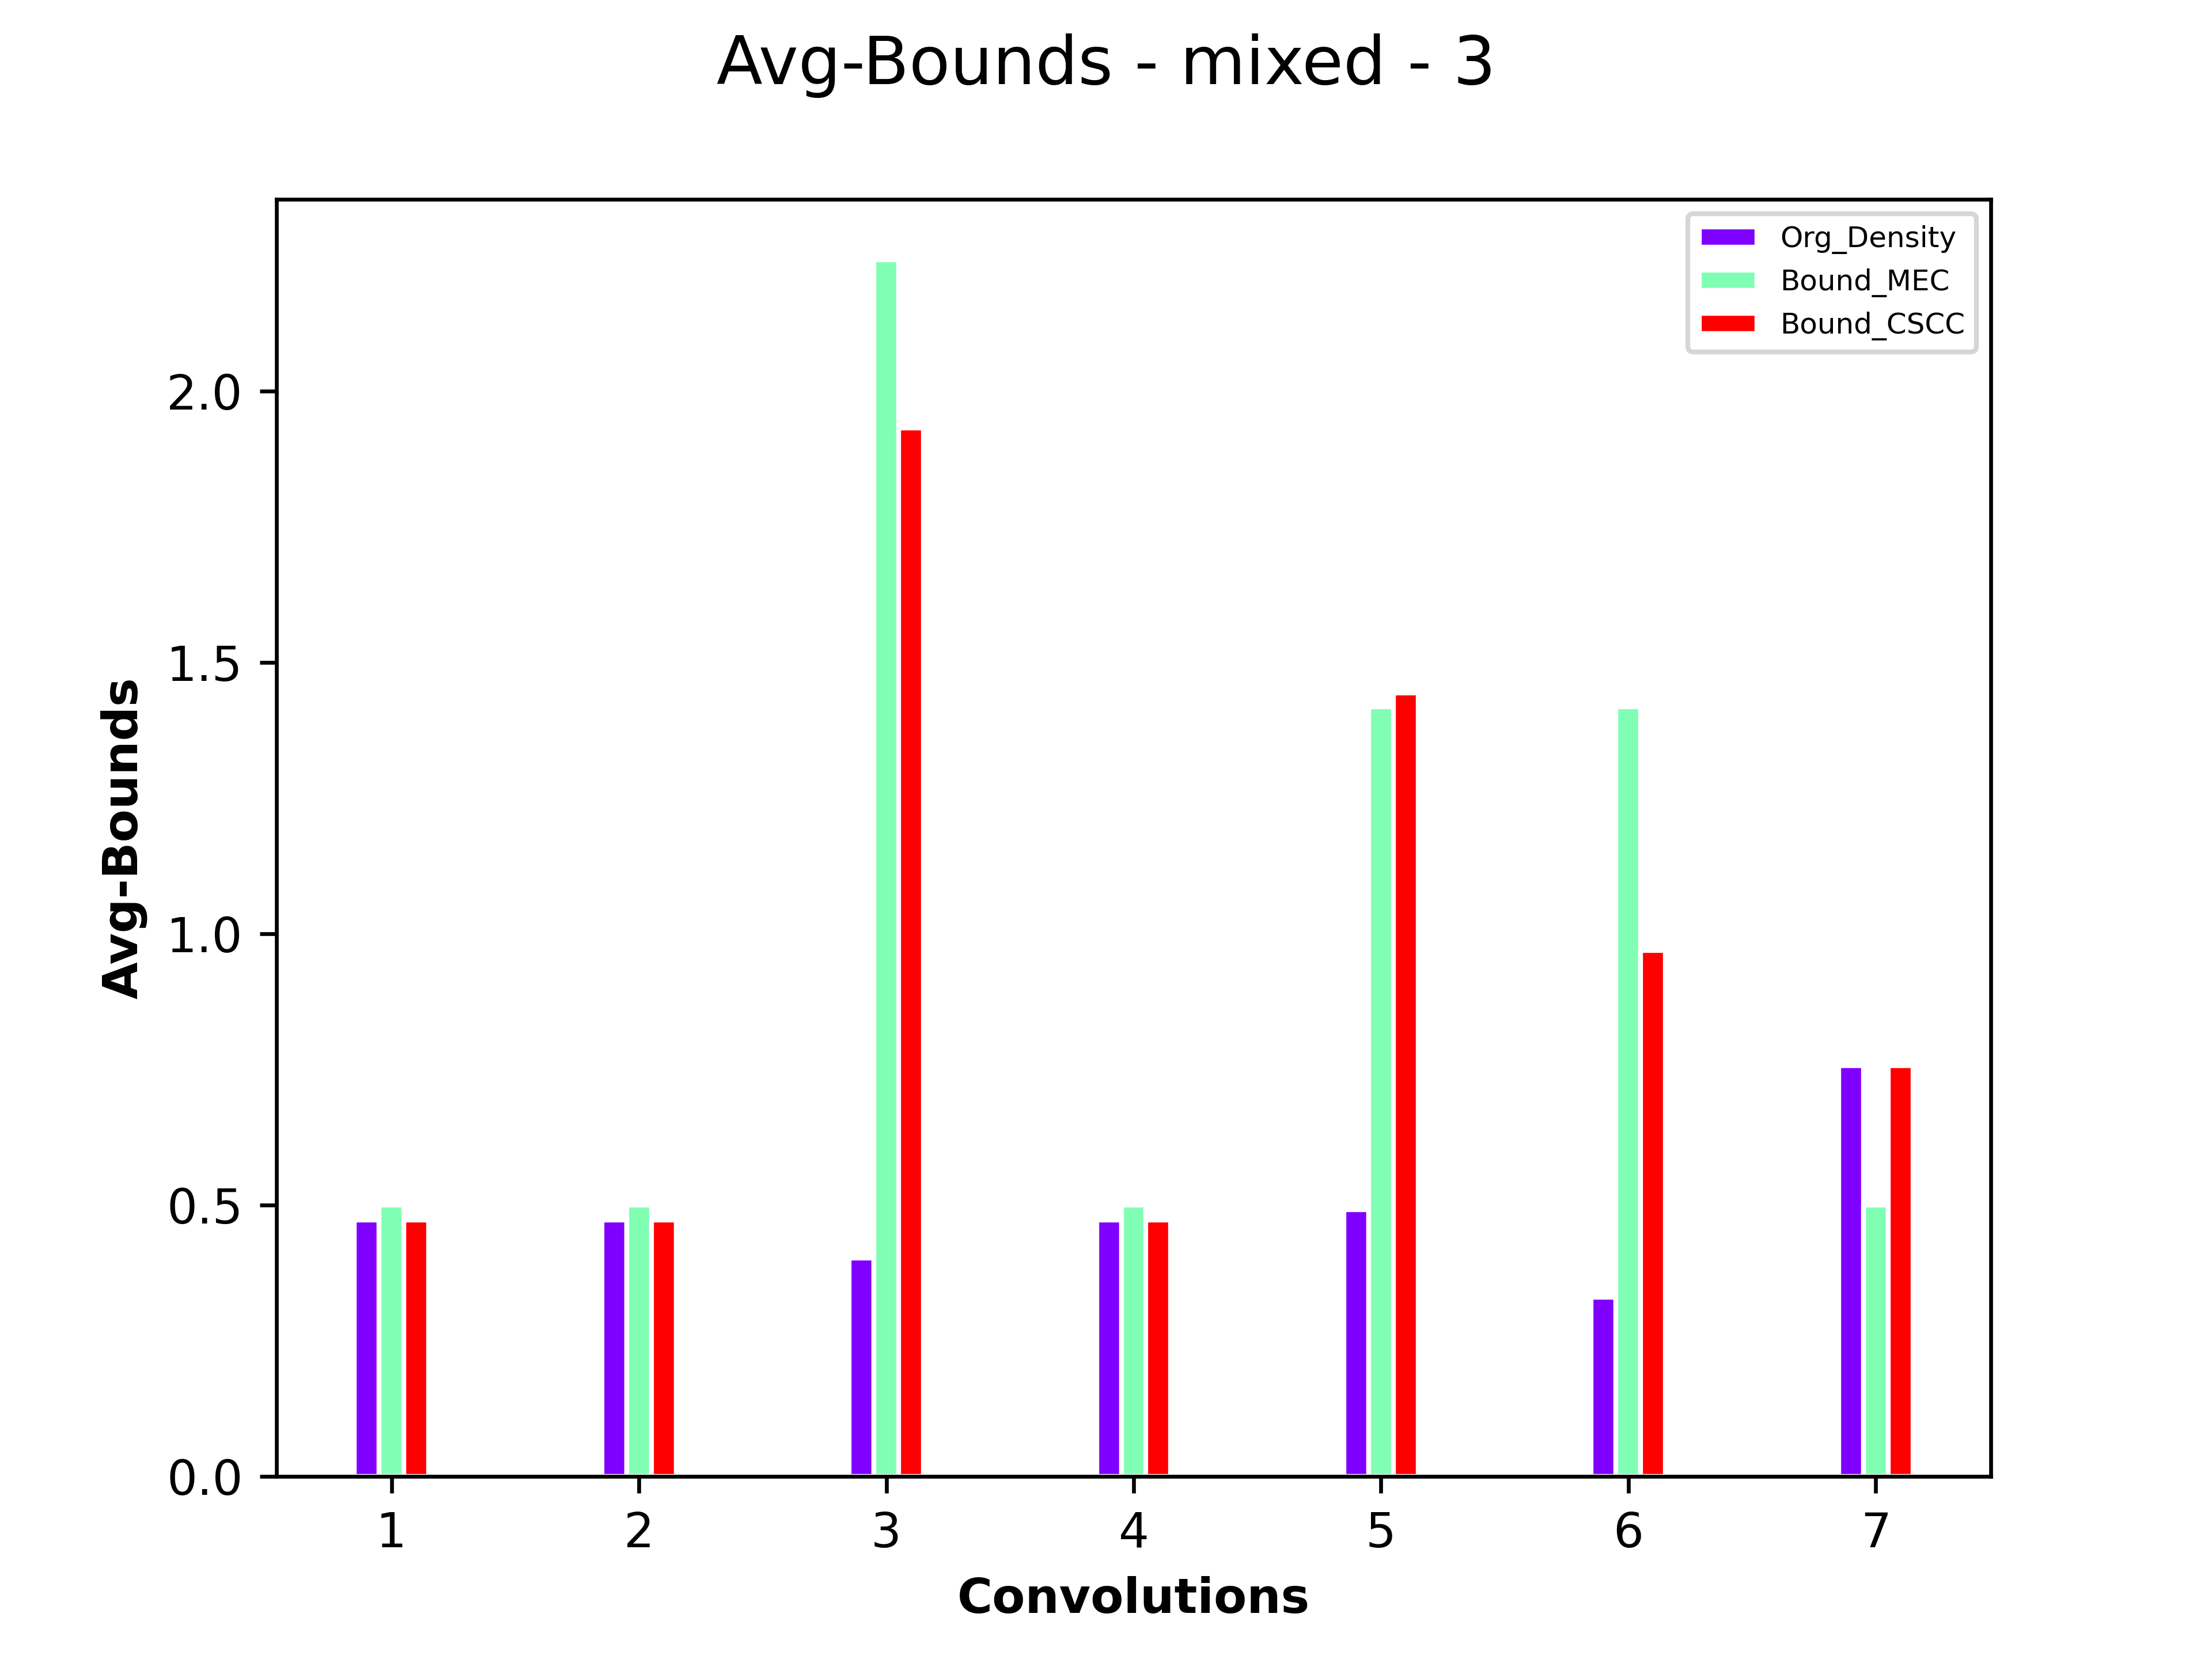 Avg-Bounds - mixed - 3
Org_Density
Bound_MEC
Bound_CSCC
2.0
1.5
1.0
0.5
0.0
Avg-Bounds
1 2 3 4 5 6 7
Convolutions